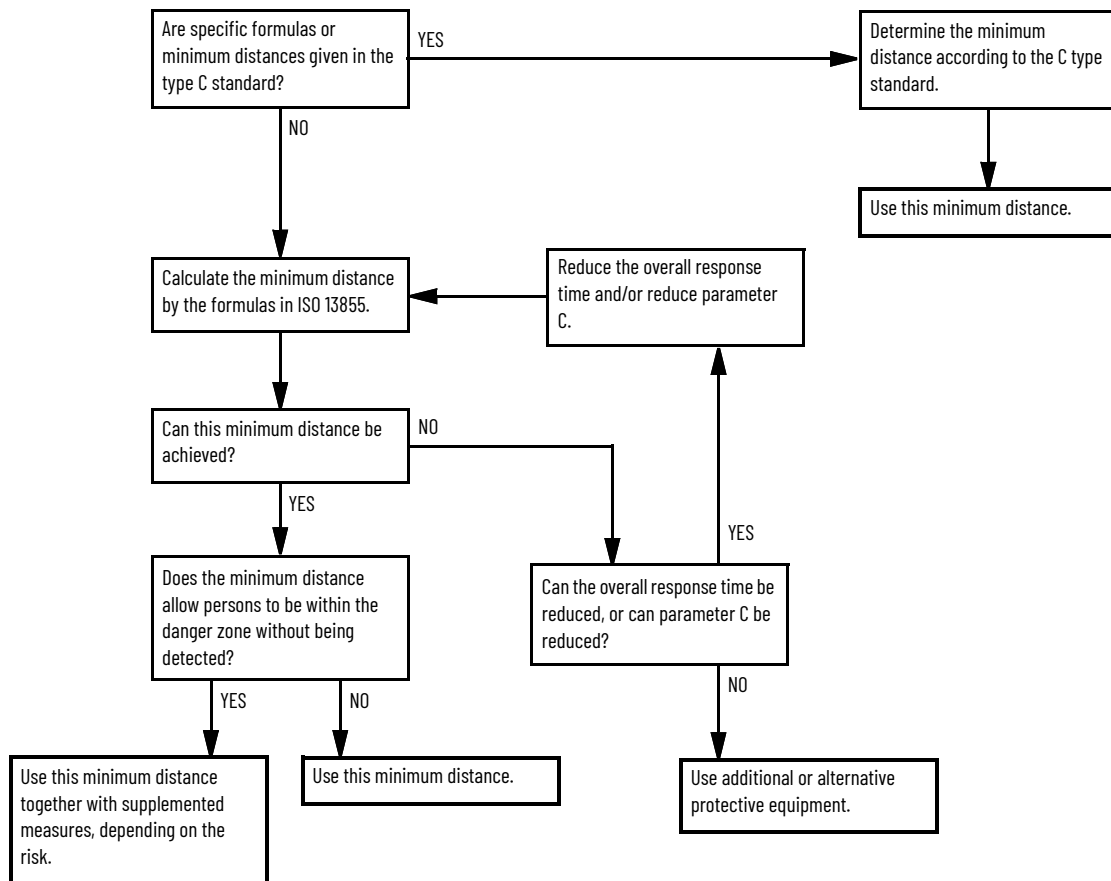 Are specific formulas or
minimum distances given in the
type C standard?
YES
Determine the minimum
distance according to the C type
standard.
NO
Use this minimum distance.
Calculate the minimum distance
by the formulas in ISO 13855.
Reduce the overall response
time and/or reduce parameter
C.
Can this minimum distance be
achieved?
NO
YES
YES
Does the minimum distance
allow persons to be within the
danger zone without being
detected?
Can the overall response time be
reduced, or can parameter C be
reduced?
YES
NO
NO
Use this minimum distance
together with supplemented
measures, depending on the
risk.
Use this minimum distance.
Use additional or alternative
protective equipment.